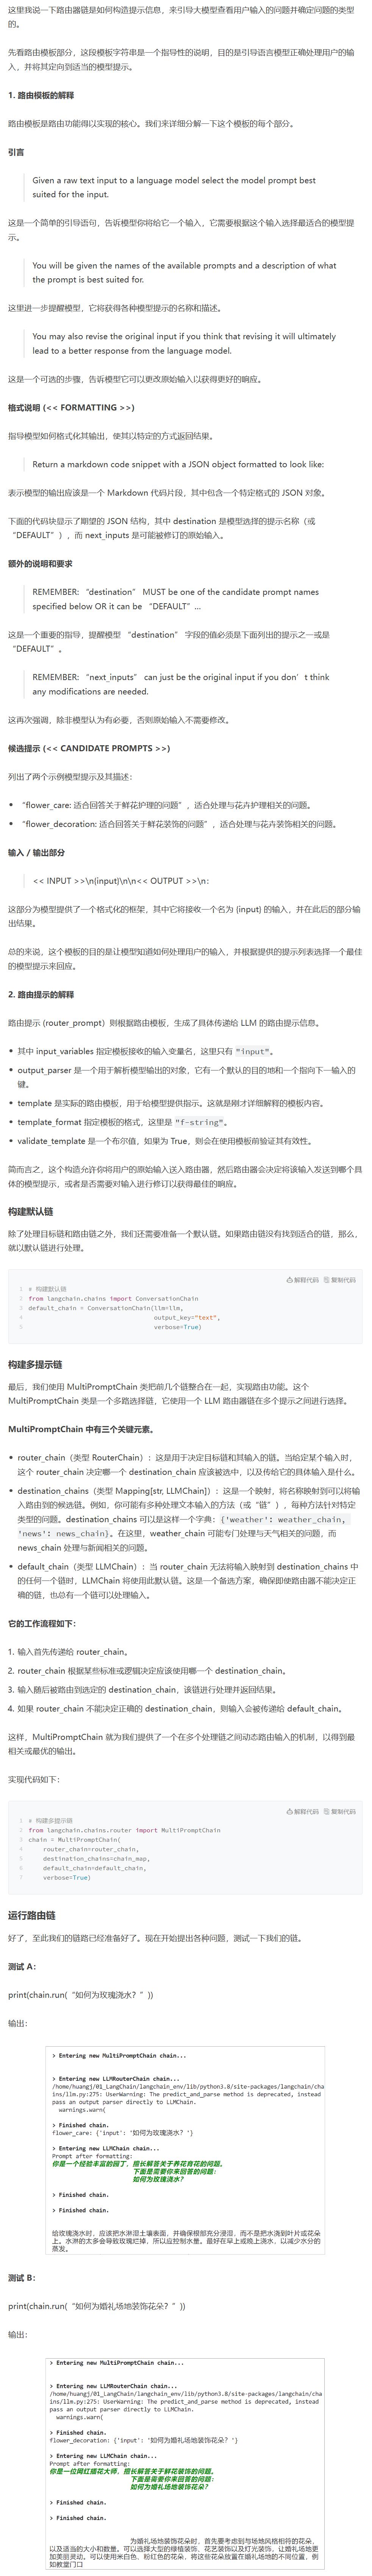 这里我说一下路由器链是如何构造提示信息，来引导大模型查看用户输入的问题并确定问题的类型
的。
先看路由模板部分，这段模板字符串是一个指导性的说明，目的是引导语言模型正确处理用户的输
入，并将其定向到适当的模型提示。
1. 路由模板的解释
路由模板是路由功能得以实现的核心。我们来详细分解一下这个模板的每个部分。
引言
Given a raw text input to a language model select the model prompt best
suited for the input.
这是一个简单的引导语句，告诉模型你将给它一个输入，它需要根据这个输入选择最适合的模型提
示。
You will be given the names of the available prompts and a description of what
the prompt is best suited for.
这里进一步提醒模型，它将获得各种模型提示的名称和描述。
You may also revise the original input if you think that revising it will ultimately
lead to a better response from the language model.
这是一个可选的步骤，告诉模型它可以更改原始输入以获得更好的响应。
格式说明 (<< FORMATTING >>)
指导模型如何格式化其输出，使其以特定的方式返回结果。
Return a markdown code snippet with a JSON object formatted to look like:
表示模型的输出应该是一个 Markdown 代码片段，其中包含一个特定格式的 JSON 对象。
下面的代码块显示了期望的 JSON 结构，其中 destination 是模型选择的提示名称（或
“DEFAULT”），而 next_inputs 是可能被修订的原始输入。
额外的说明和要求
REMEMBER: “destination” MUST be one of the candidate prompt names
specified below OR it can be “DEFAULT”…
这是一个重要的指导，提醒模型 “destination” 字段的值必须是下面列出的提示之一或是
“DEFAULT”。
REMEMBER: “next_inputs” can just be the original input if you don’t think
any modifications are needed.
这再次强调，除非模型认为有必要，否则原始输入不需要修改。
候选提示 (<< CANDIDATE PROMPTS >>)
列出了两个示例模型提示及其描述：
• “flower_care: 适合回答关于鲜花护理的问题”，适合处理与花卉护理相关的问题。
• “flower_decoration: 适合回答关于鲜花装饰的问题”，适合处理与花卉装饰相关的问题。
输入 / 输出部分
<< INPUT >>\n{input}\n\n<< OUTPUT >>\n：
这部分为模型提供了一个格式化的框架，其中它将接收一个名为 {input} 的输入，并在此后的部分输
出结果。
总的来说，这个模板的目的是让模型知道如何处理用户的输入，并根据提供的提示列表选择一个最佳
的模型提示来回应。
2. 路由提示的解释
路由提示 (router_prompt）则根据路由模板，生成了具体传递给 LLM 的路由提示信息。
• 其中 input_variables 指定模板接收的输入变量名，这里只有 "input"。
• output_parser 是一个用于解析模型输出的对象，它有一个默认的目的地和一个指向下一输入的
键。
• template 是实际的路由模板，用于给模型提供指示。这就是刚才详细解释的模板内容。
• template_format 指定模板的格式，这里是 "f-string"。
• validate_template 是一个布尔值，如果为 True，则会在使用模板前验证其有效性。
简而言之，这个构造允许你将用户的原始输入送入路由器，然后路由器会决定将该输入发送到哪个具
体的模型提示，或者是否需要对输入进行修订以获得最佳的响应。
构建默认链
除了处理目标链和路由链之外，我们还需要准备一个默认链。如果路由链没有找到适合的链，那么，
就以默认链进行处理。
解释代码 复制代码
1 # 构建默认链
2 from langchain.chains import ConversationChain
3 default_chain = ConversationChain(llm=llm,
4 output_key="text",
5 verbose=True)
构建多提示链
最后，我们使用 MultiPromptChain 类把前几个链整合在一起，实现路由功能。这个
MultiPromptChain 类是一个多路选择链，它使用一个 LLM 路由器链在多个提示之间进行选择。
MultiPromptChain 中有三个关键元素。
• router_chain（类型 RouterChain）：这是用于决定目标链和其输入的链。当给定某个输入时，
这个 router_chain 决定哪一个 destination_chain 应该被选中，以及传给它的具体输入是什么。
• destination_chains（类型 Mapping[str, LLMChain]）：这是一个映射，将名称映射到可以将输
入路由到的候选链。例如，你可能有多种处理文本输入的方法（或“链”），每种方法针对特定
类型的问题。destination_chains 可以是这样一个字典：{'weather': weather_chain,
'news': news_chain}。在这里，weather_chain 可能专门处理与天气相关的问题，而
news_chain 处理与新闻相关的问题。
• default_chain（类型 LLMChain）：当 router_chain 无法将输入映射到 destination_chains 中
的任何一个链时，LLMChain 将使用此默认链。这是一个备选方案，确保即使路由器不能决定正确
的链，也总有一个链可以处理输入。
它的工作流程如下：
1. 输入首先传递给 router_chain。
2. router_chain 根据某些标准或逻辑决定应该使用哪一个 destination_chain。
3. 输入随后被路由到选定的 destination_chain，该链进行处理并返回结果。
4. 如果 router_chain 不能决定正确的 destination_chain，则输入会被传递给 default_chain。
这样，MultiPromptChain 就为我们提供了一个在多个处理链之间动态路由输入的机制，以得到最
相关或最优的输出。
实现代码如下：
解释代码 复制代码
1 # 构建多提示链
2 from langchain.chains.router import MultiPromptChain
3 chain = MultiPromptChain(
4 router_chain=router_chain,
5 destination_chains=chain_map,
6 default_chain=default_chain,
7 verbose=True)
运行路由链
好了，至此我们的链路已经准备好了。现在开始提出各种问题，测试一下我们的链。
测试 A：
print(chain.run(“如何为玫瑰浇水？”))
输出：
> Entering new MultiPromptChain chain...
> Entering new LLMRouterChain chain...
/home/huangj/01_LangChain/langchain_env/lib/python3.8/site-packages/langchain/cha
ins/llm.py:275: UserWarning: The predict_and_parse method is deprecated, instead
pass an output parser directly to LLMChain.
warnings.warn(
> Finished chain.
flower_care: {'input': '如何为玫瑰浇水？'}
> Entering new LLMChain chain...
Prompt after formatting:
你是一个经验丰富的园丁，擅长解答关于养花育花的问题。
下面是需要你来回答的问题:
如何为玫瑰浇水？
> Finished chain.
> Finished chain.
给玫瑰浇水时，应该把水淋湿土壤表面，并确保根部充分浸湿，而不是把水浇到叶片或花朵
上。水淋的太多会导致玫瑰烂掉，所以应控制水量。最好在早上或晚上浇水，以减少水分的
蒸发。
测试 B：
print(chain.run(“如何为婚礼场地装饰花朵？”))
输出：
> Entering new MultiPromptChain chain...
> Entering new LLMRouterChain chain...
/home/huangj/01_LangChain/langchain_env/lib/python3.8/site-packages/langchain/cha
ins/llm.py:275: UserWarning: The predict_and_parse method is deprecated, instead
pass an output parser directly to LLMChain.
warnings.warn(
> Finished chain.
flower_decoration: {'input': '如何为婚礼场地装饰花朵？'}
> Entering new LLMChain chain...
Prompt after formatting:
你是一位网红插花大师，擅长解答关于鲜花装饰的问题。
下面是需要你来回答的问题:
如何为婚礼场地装饰花朵？
> Finished chain.
> Finished chain.
为婚礼场地装饰花朵时，首先要考虑到与场地风格相符的花朵，
以及适当的大小和数量。可以选择大型的绿植装饰、花艺装饰以及灯光装饰，让婚礼场地更
加美丽灵动。可以使用米白色、粉红色的花朵，将这些花朵放置在婚礼场地的不同位置，例
如教堂门口